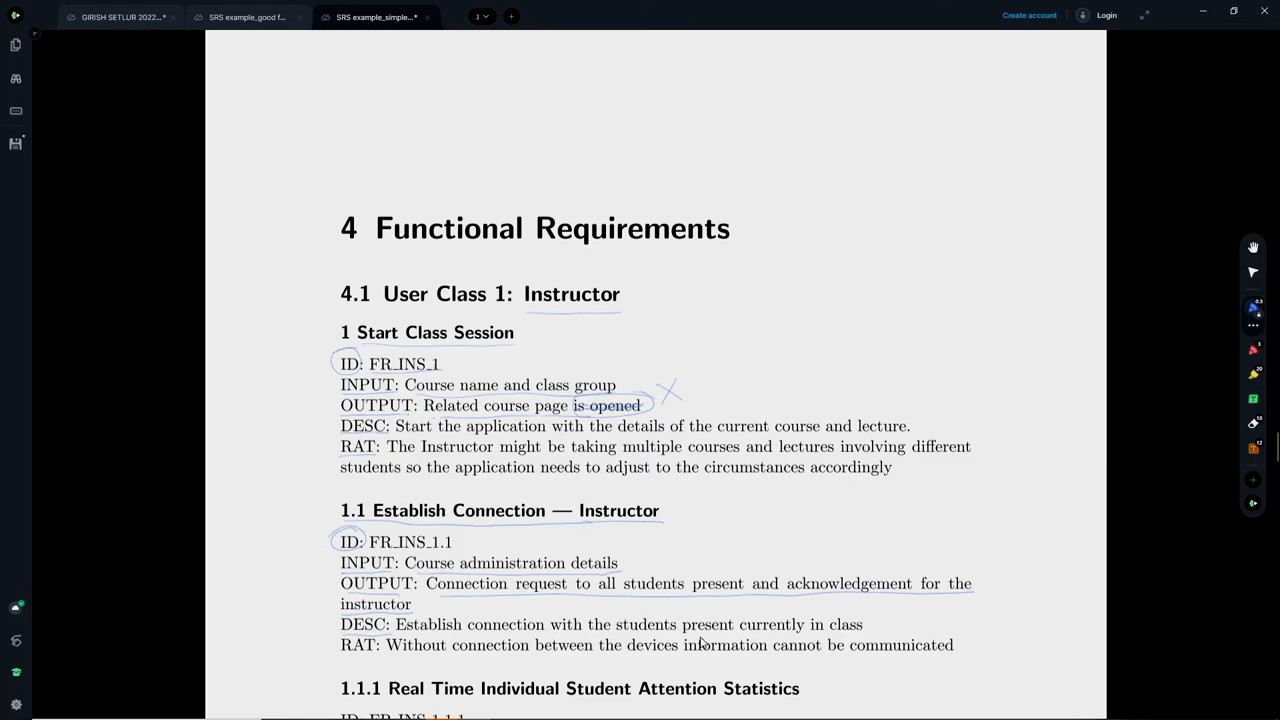 GIRISH SETLUR 2022...*
SRS example_good f...
SRS example_simple...*
3
Create account
Login
4 Functional Requirements
4.1 User Class 1: Instructor
1 Start Class Session
ID: FR_INS_1
INPUT: Course name and class group
OUTPUT: Related course page is opened
DESC: Start the application with the details of the current course and lecture.
RAT: The Instructor might be taking multiple courses and lectures involving different
students so the application needs to adjust to the circumstances accordingly
1.1 Establish Connection — Instructor
ID: FR_INS_1.1
INPUT: Course administration details
OUTPUT: Connection request to all students present and acknowledgement for the
instructor
DESC: Establish connection with the students present currently in class
RAT: Without connection between the devices information cannot be communicated
1.1.1 Real Time Individual Student Attention Statistics
ID: FR_INS_1.1.1